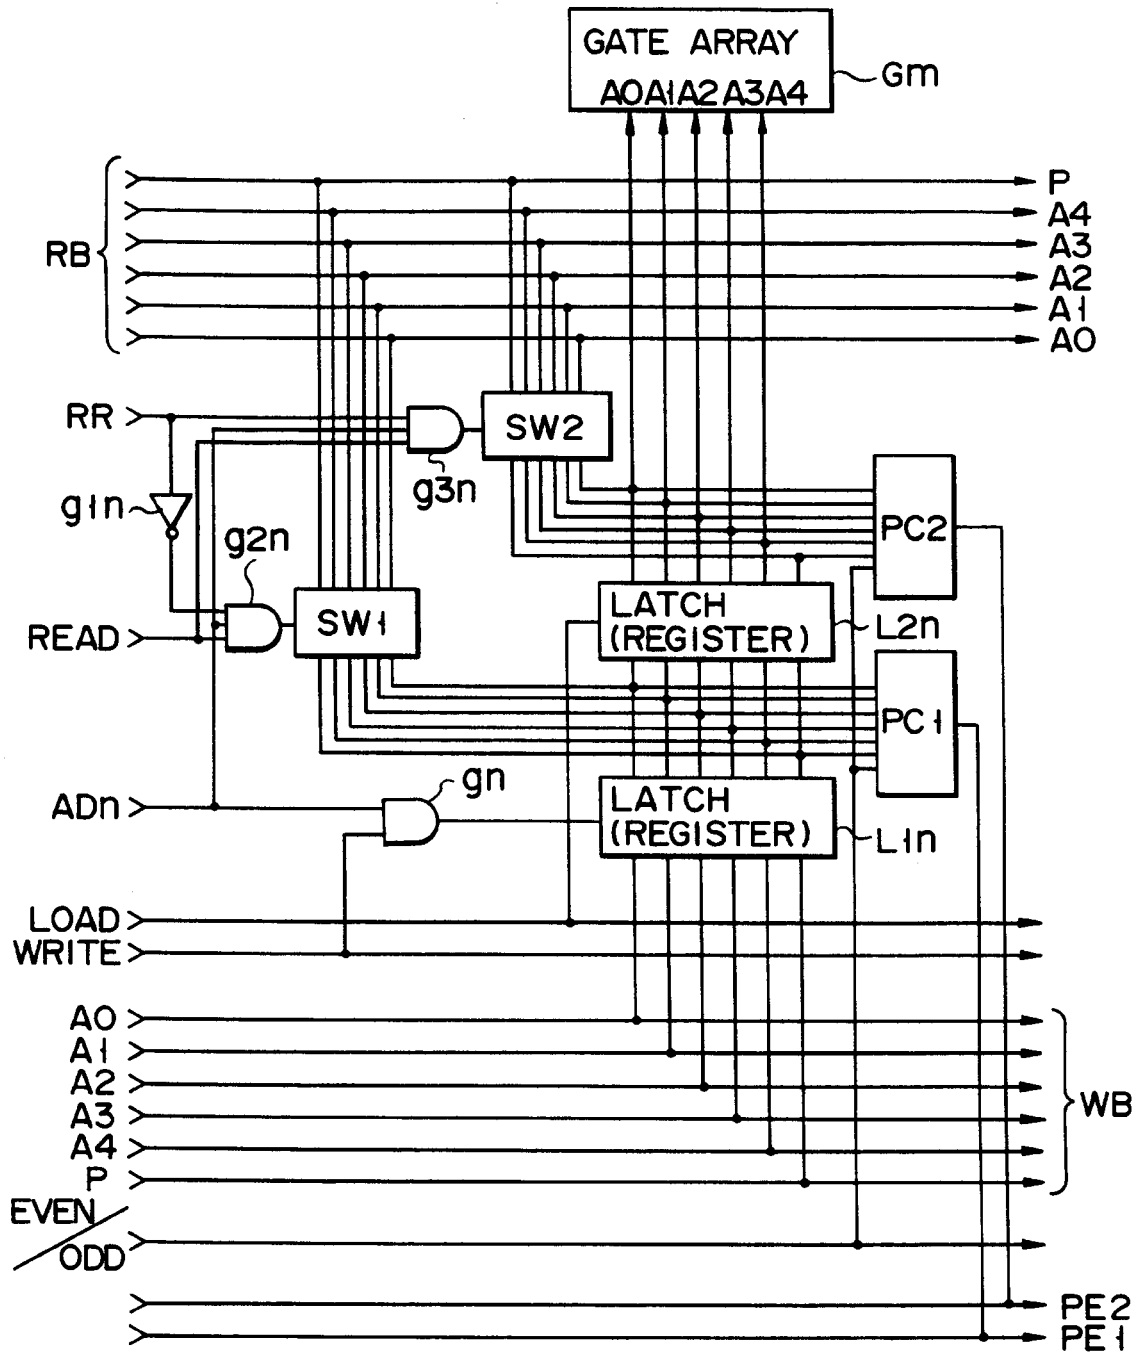 GATE ARRAY
A0 A1 A2 A3 A4
Gm
RB
P
A4
A3
A2
A1
A0
RR
SW2
g3n
g1n
g2n
PC2
READ
SW1
LATCH
(REGISTER)
L2n
PC1
ADn
gn
LATCH
(REGISTER)
L1n
LOAD
WRITE
A0
A1
A2
A3
A4
P
WB
EVEN
ODD
PE2
PE1